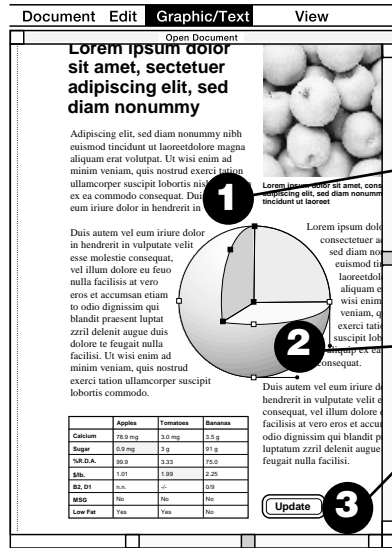 Document Edit Graphic/Text View
Open Document
Lorem ipsum dolor
sit amet, sectetuer
adipiscing elit, sed
diam nonummy
Adipiscing elit, sed diam nonummy nibh
euismod tincidunt ut laoreetdolore magna
aliquam erat volutpat. Ut wisi enim ad
minim veniam, quis nostrud exerci tation
ullamcorper suscipit lobortis nisl
ex ea commodo consequat. Duis
eum iriure dolor in hendrerit in
1
Lorem ipsum dolor sit amet, cons
adipiscing elit, sed diam nonumm
tincidunt ut laoreet
Duis autem vel eum iriure dolor
in hendrerit in vulputate velit
esse molestie consequat,
vel illum dolore eu feuo
nulla facilisis at vero
eros et accumsan etiam
to odio dignissim qui
blandit praesent luptat
zzril delenit augue duis
dolore te feugait nulla
facilisi. Ut wisi enim ad
minim veniam, quis nostrud
exerci tation ullamcorper suscipit
lobortis commodo.
Lorem ipsum dolo
consectetuer a
sed diam no
euismod ti
laoreetdol
aliquam e
wisi enim
veniam, q
exerci tati
suscipit lob
aliquip ex ea
consequat.
2
Duis autem vel eum iriure d
hendrerit in vulputate velit e
consequat, vel illum dolore e
facilisis at vero eros et accu
odio dignissim qui blandit p
luptatum zzril delenit augue
feugait nulla facilisi.
Apples Tomatoes Bananas
Calcium 78.9 mg 3.0 mg 3.5 g
Sugar 0.9 mg 3 g 91 g
%R.D.A. 99.9 3.33 75.0
$/lb. 1.01 1.99 2.25
B2, D1 n.n. -/- 0/9
MSG No No No
Low Fat Yes Yes No
Update
3